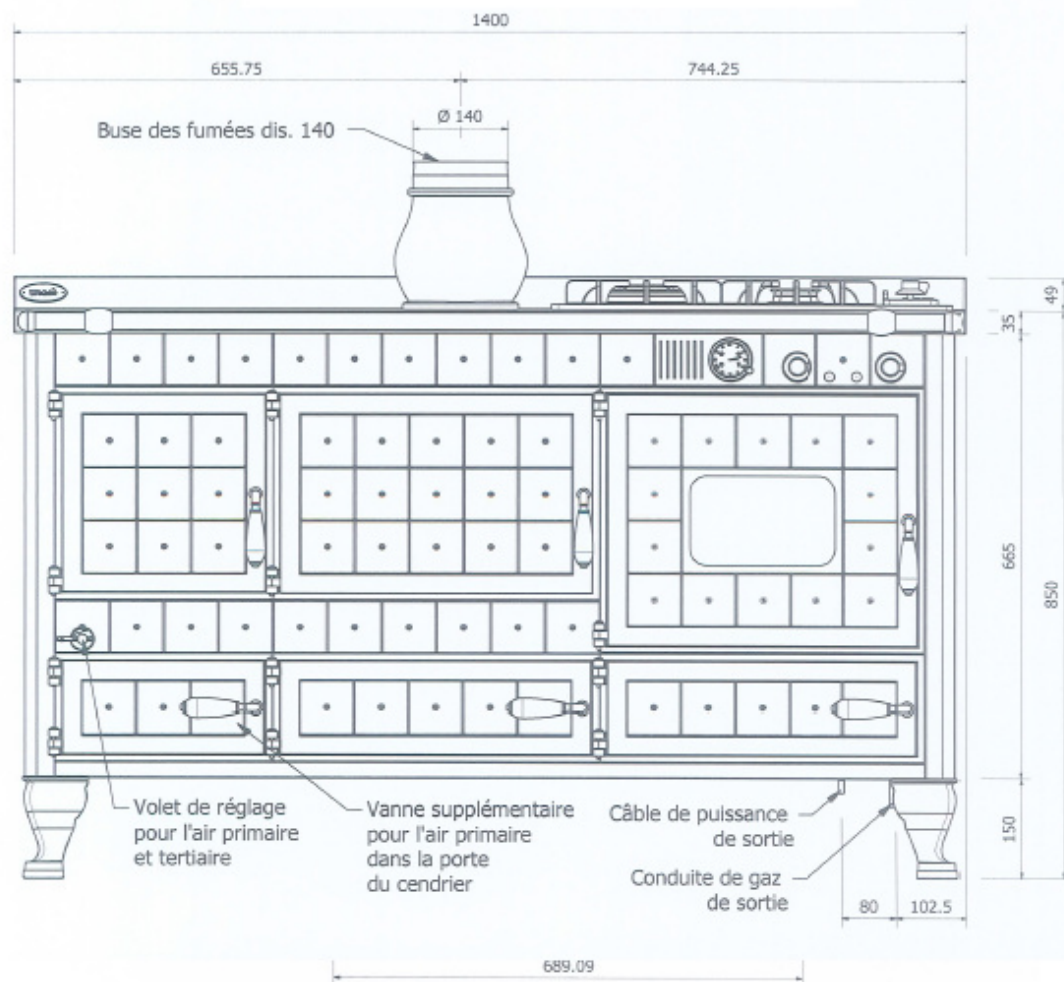 1400
655.75
744.25
Ø 140
Buse des fumées dis. 140
49
35
665
850
150
Volet de réglage
pour l'air primaire
et tertiaire
Vanne supplémentaire
pour l'air primaire
dans la porte
du cendrier
Câble de puissance
de sortie
Conduite de gaz
de sortie
80
102.5
689.09